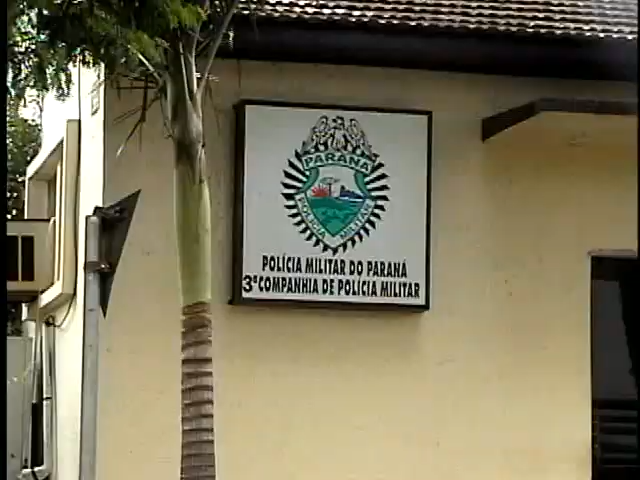 PARANÁ
POLÍCIA MILITAR
POLÍCIA MILITAR DO PARANÁ
3ª COMPANHIA DE POLÍCIA MILITAR